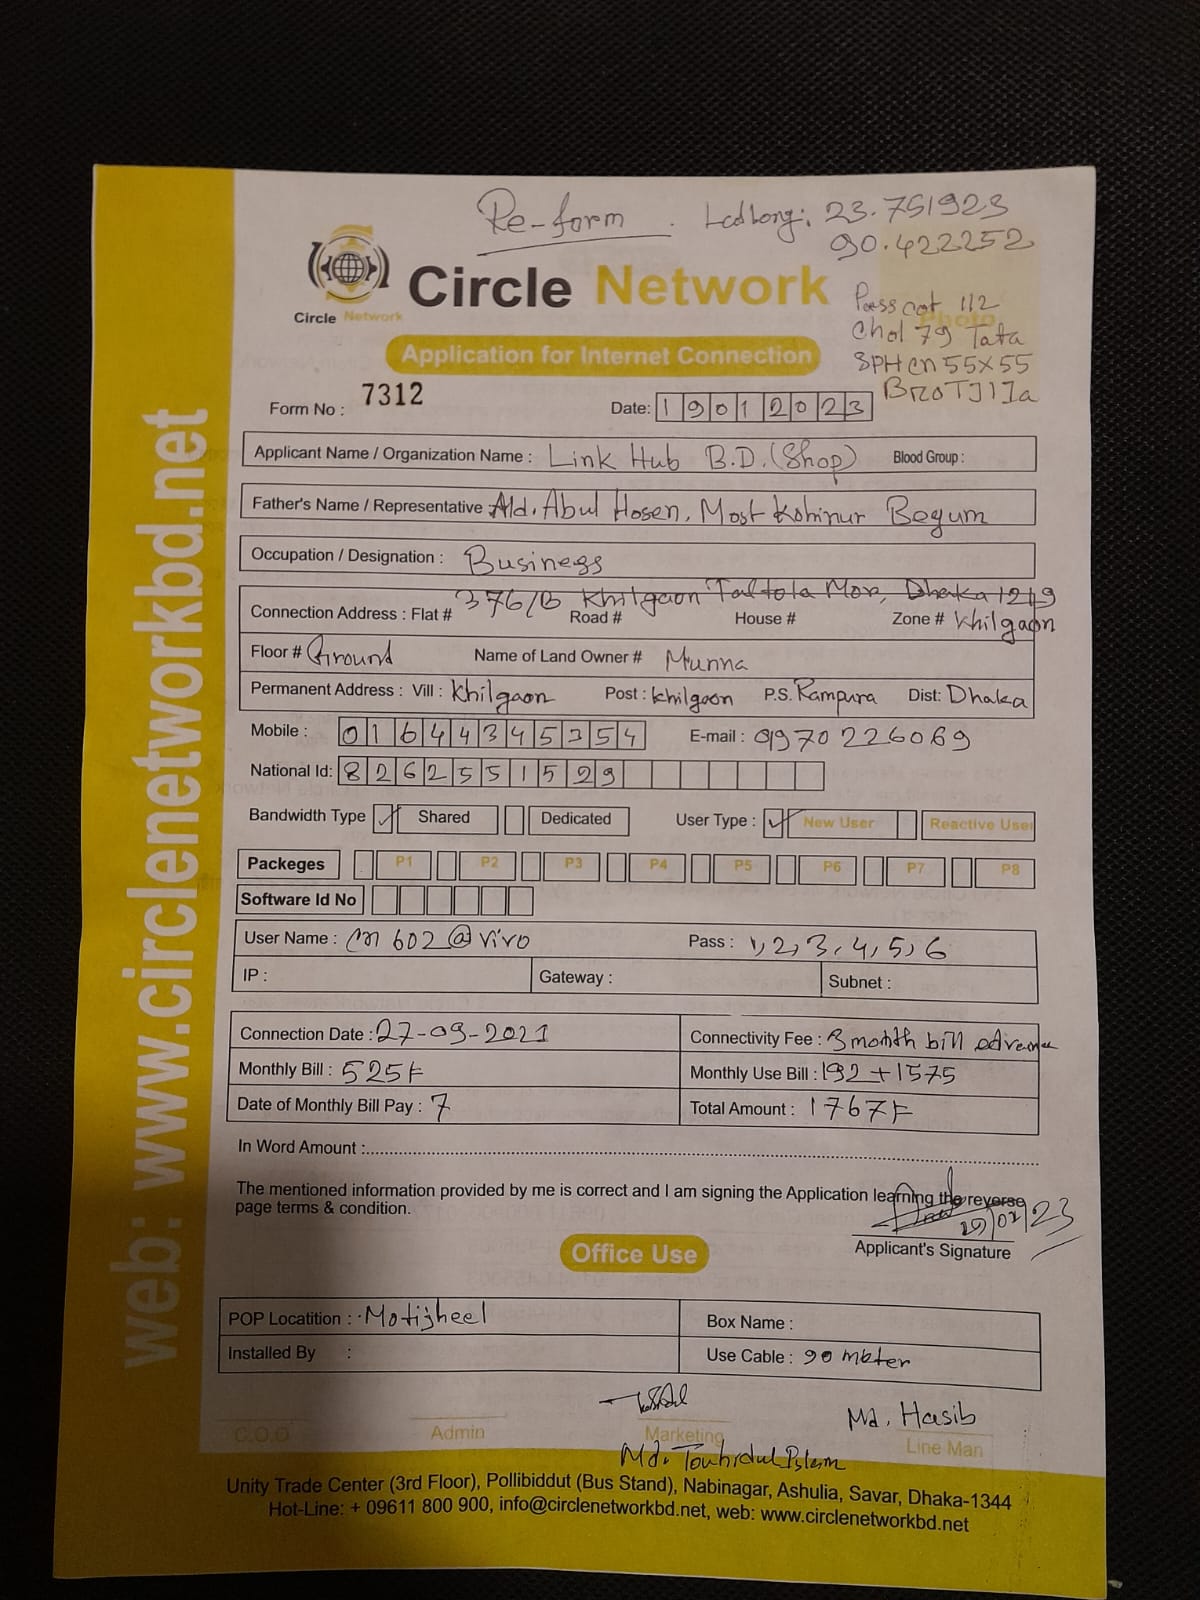 Re-form . Lcdlong: 23.751923
90.422252
Circle Network
Circle Network
Pass cat 112
Photo
Chol 79 Tata
SPH cn 55x55
Application for Internet Connection
Form No : 7312
Date: 19012023
Applicant Name / Organization Name : Link Hub B.D. (Shop) Blood Group :
Father's Name / Representative Md. Abul Hosen, Most Kohinur Begum
Occupation / Designation : Business
376/B Khilgaon Taltola Mor, Dhaka 1219
Connection Address : Flat # Road # House # Zone # Khilgaon
Floor # Ground Name of Land Owner # Munna
Permanent Address : Vill : Khilgaon Post : Khilgaon P.S. Rampura Dist: Dhaka
Mobile : 01644345354 E-mail : 01970226069
National Id: 8262551529
Bandwidth Type ✓ Shared Dedicated User Type : ✓ New User Reactive User
Packeges P1 P2 P3 P4 P5 P6 P7 P8
Software Id No
User Name : cn 602 @ vivo Pass : 1,2,3,4,5,6
IP : Gateway : Subnet :
Connection Date : 27-09-2021 Connectivity Fee : 3 month bill advance
Monthly Bill : 525৳ Monthly Use Bill : 192+1575
Date of Monthly Bill Pay : 7 Total Amount : 1767৳
In Word Amount :
The mentioned information provided by me is correct and I am signing the Application learning the reverse
page terms & condition.
Applicant's Signature
Office Use
POP Locatition : Motijheel Box Name :
Installed By : Use Cable : 90 meter
Md. Hasib
C.O.O Admin Marketing Line Man
Md. Touhidul Islam
Unity Trade Center (3rd Floor), Pollibiddut (Bus Stand), Nabinagar, Ashulia, Savar, Dhaka-1344
Hot-Line: + 09611 800 900, info@circlenetworkbd.net, web: www.circlenetworkbd.net
web: www.circlenetworkbd.net